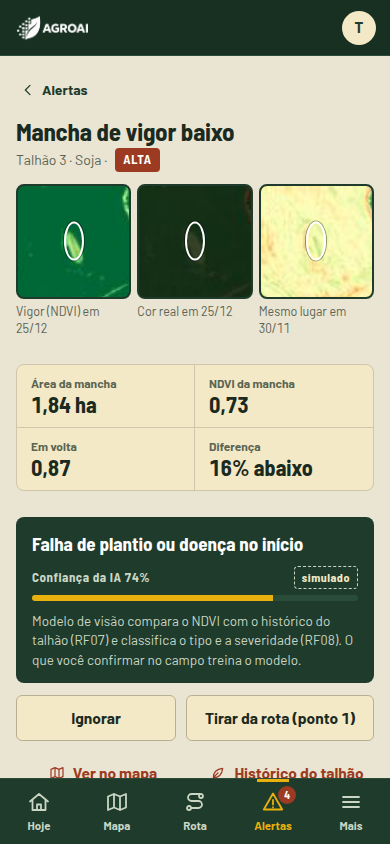 AGROAI
T
Alertas
Mancha de vigor baixo
Talhão 3 · Soja · ALTA
Vigor (NDVI) em
25/12
Cor real em 25/12
Mesmo lugar em
30/11
Área da mancha
1,84 ha
NDVI da mancha
0,73
Em volta
0,87
Diferença
16% abaixo
Falha de plantio ou doença no início
Confiança da IA 74%
simulado
Modelo de visão compara o NDVI com o histórico do
talhão (RF07) e classifica o tipo e a severidade (RF08). O
que você confirmar no campo treina o modelo.
Ignorar
Tirar da rota (ponto 1)
Ver no mapa
Histórico do talhão
4
Hoje
Mapa
Rota
Alertas
Mais